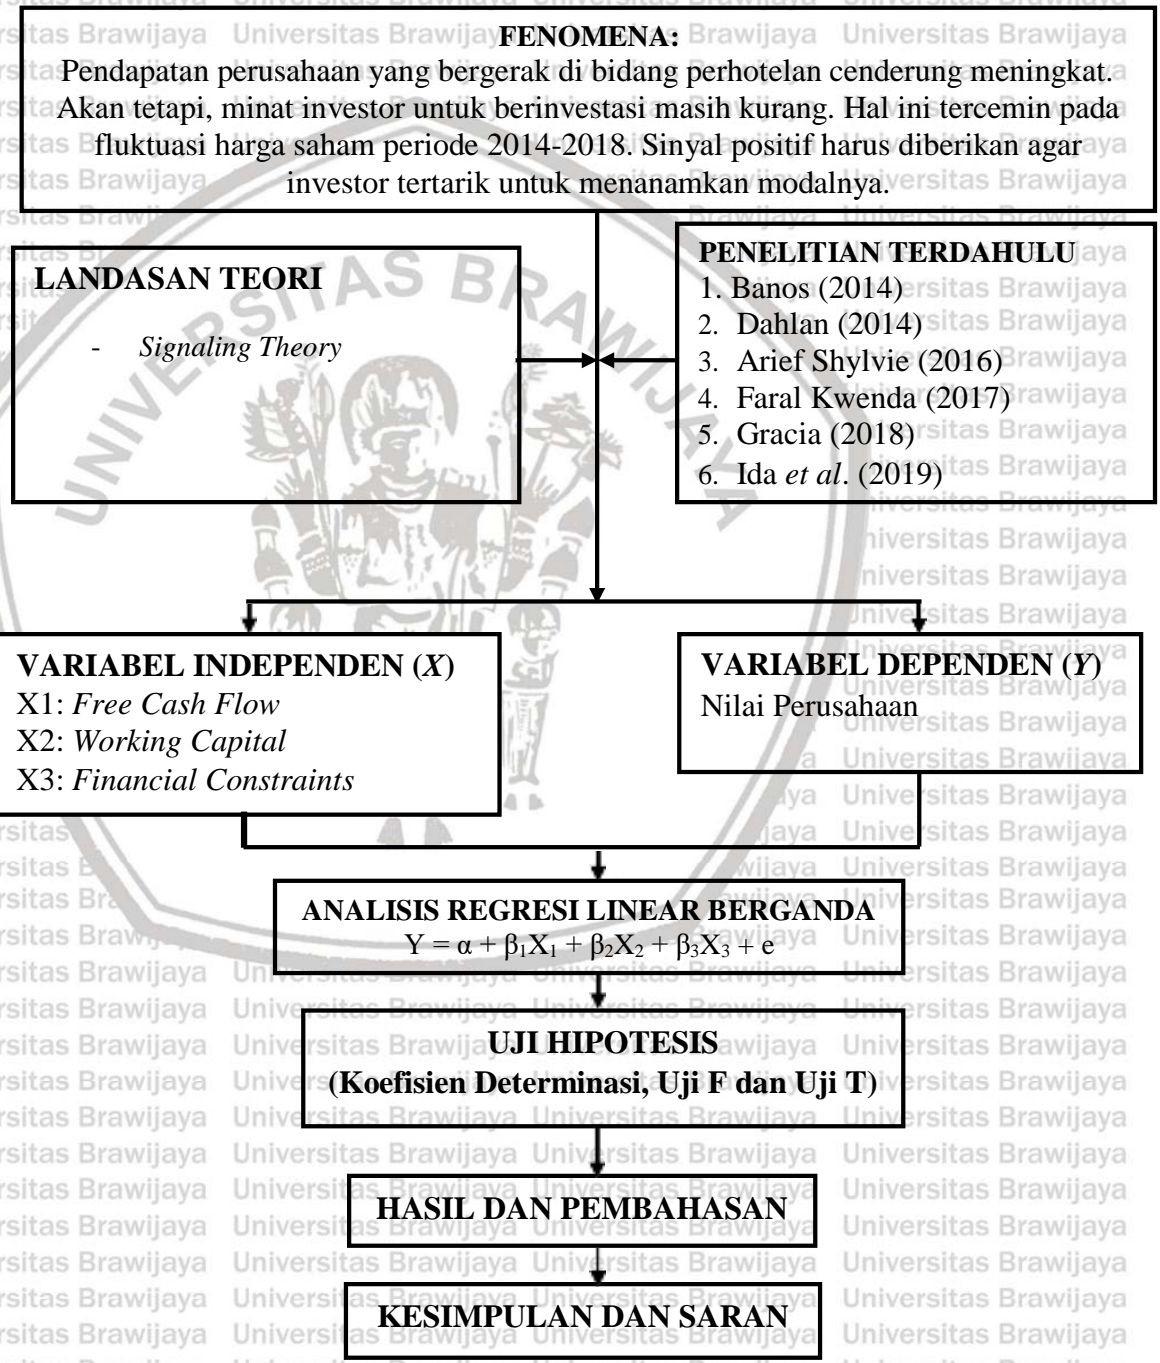 FENOMENA:
Pendapatan perusahaan yang bergerak di bidang perhotelan cenderung meningkat.
Akan tetapi, minat investor untuk berinvestasi masih kurang. Hal ini tercemin pada
fluktuasi harga saham periode 2014-2018. Sinyal positif harus diberikan agar
investor tertarik untuk menanamkan modalnya.
LANDASAN TEORI
- Signaling Theory
PENELITIAN TERDAHULU
1. Banos (2014)
2. Dahlan (2014)
3. Arief Shylvie (2016)
4. Faral Kwenda (2017)
5. Gracia (2018)
6. Ida et al. (2019)
UNIVERSITAS BRAWIJAYA
VARIABEL INDEPENDEN (X)
X1: Free Cash Flow
X2: Working Capital
X3: Financial Constraints
VARIABEL DEPENDEN (Y)
Nilai Perusahaan
ANALISIS REGRESI LINEAR BERGANDA
Y = α + β₁X₁ + β₂X₂ + β₃X₃ + e
UJI HIPOTESIS
(Koefisien Determinasi, Uji F dan Uji T)
HASIL DAN PEMBAHASAN
KESIMPULAN DAN SARAN